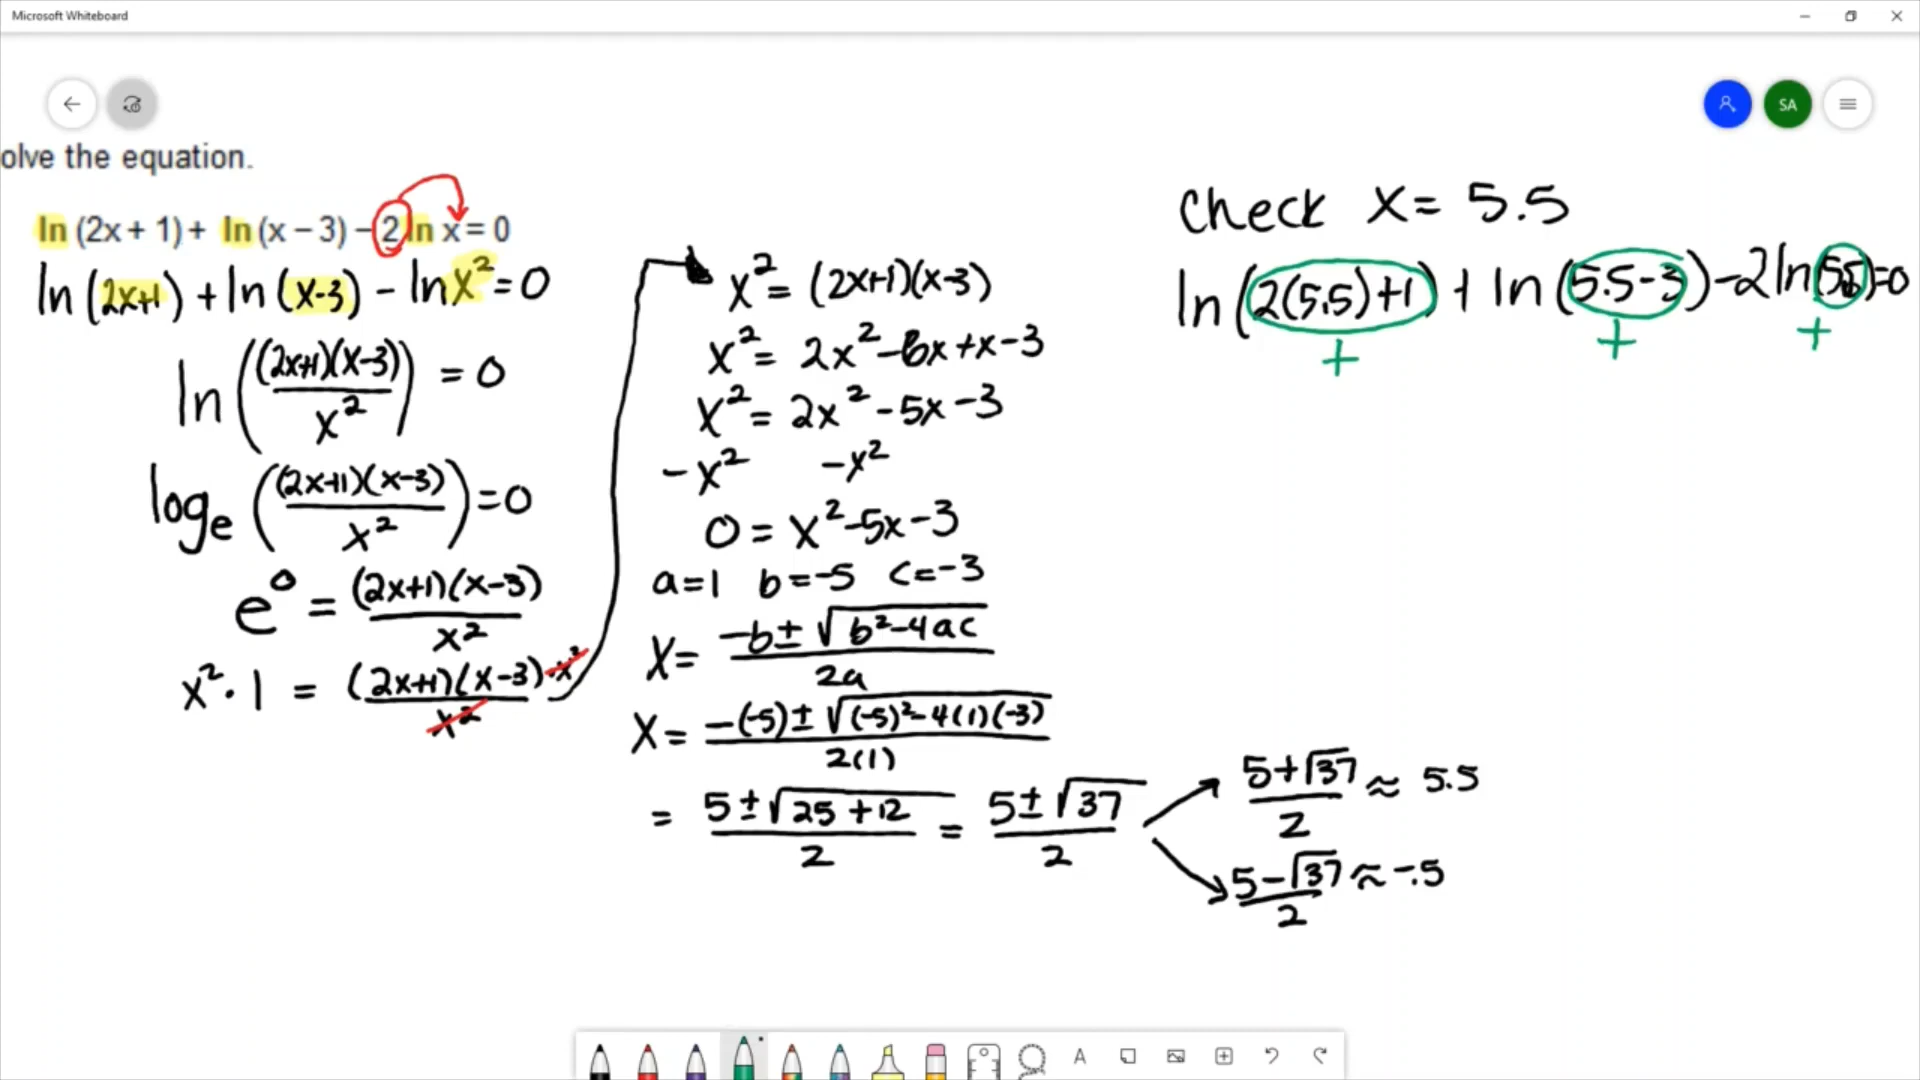 Microsoft Whiteboard
SA
olve the equation.
ln (2x + 1) + ln (x − 3) − 2 ln x = 0
ln (2x+1) + ln (x-3) - ln x² = 0
ln ((2x+1)(x-3) / x²) = 0
logₑ ((2x+1)(x-3) / x²) = 0
e⁰ = (2x+1)(x-3) / x²
x² · 1 = (2x+1)(x-3) · x² / x²
x² = (2x+1)(x-3)
x² = 2x² - 6x + x - 3
x² = 2x² - 5x - 3
-x² -x²
0 = x² - 5x - 3
a = 1 b = -5 c = -3
x = -b ± √(b² - 4ac) / 2a
x = -(-5) ± √((-5)² - 4(1)(-3)) / 2(1)
= 5 ± √(25 + 12) / 2 = 5 ± √37 / 2
5 + √37 / 2 ≈ 5.5
5 - √37 / 2 ≈ -.5
Check x = 5.5
ln (2(5.5)+1) + ln (5.5-3) - 2 ln (5.5) = 0
+ + +
A